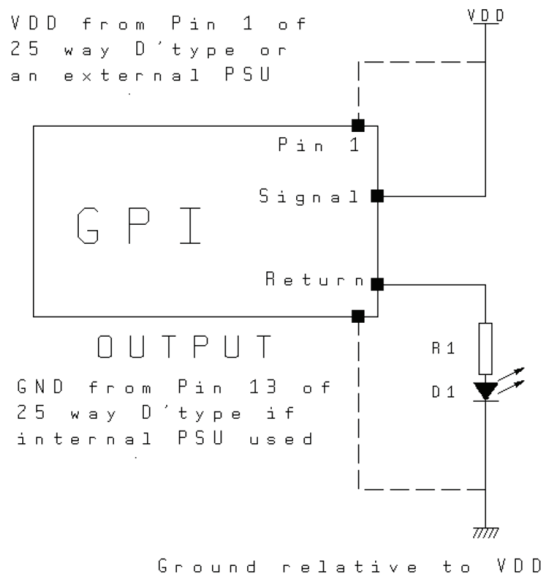 VDD
VDD from Pin 1 of
25 way D'type or
an external PSU
Pin 1
Signal
GPI
Return
OUTPUT
R1
GND from Pin 13 of
D1
25 way D'type if
internal PSU used
Ground relative to VDD